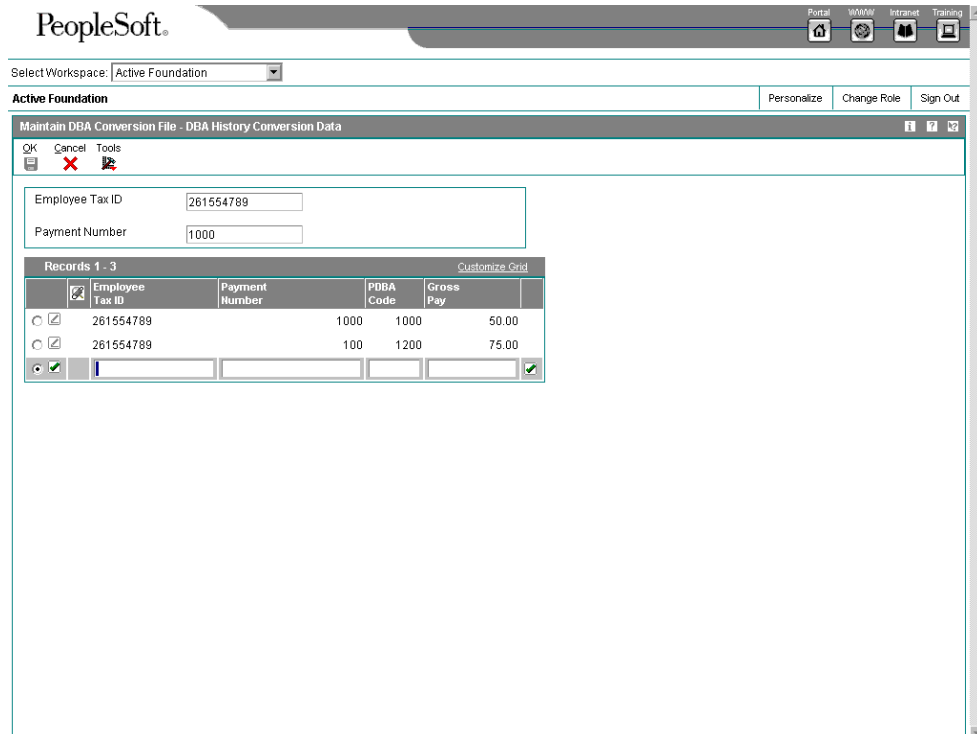 PeopleSoft®
Portal WWW Intranet Training
Select Workspace: Active Foundation
Active Foundation Personalize Change Role Sign Out
Maintain DBA Conversion File - DBA History Conversion Data
OK Cancel Tools
Employee Tax ID 261554789
Payment Number 1000
Records 1 - 3 Customize Grid
Employee Tax ID Payment Number PDBA Code Gross Pay
261554789 1000 1000 50.00
261554789 100 1200 75.00